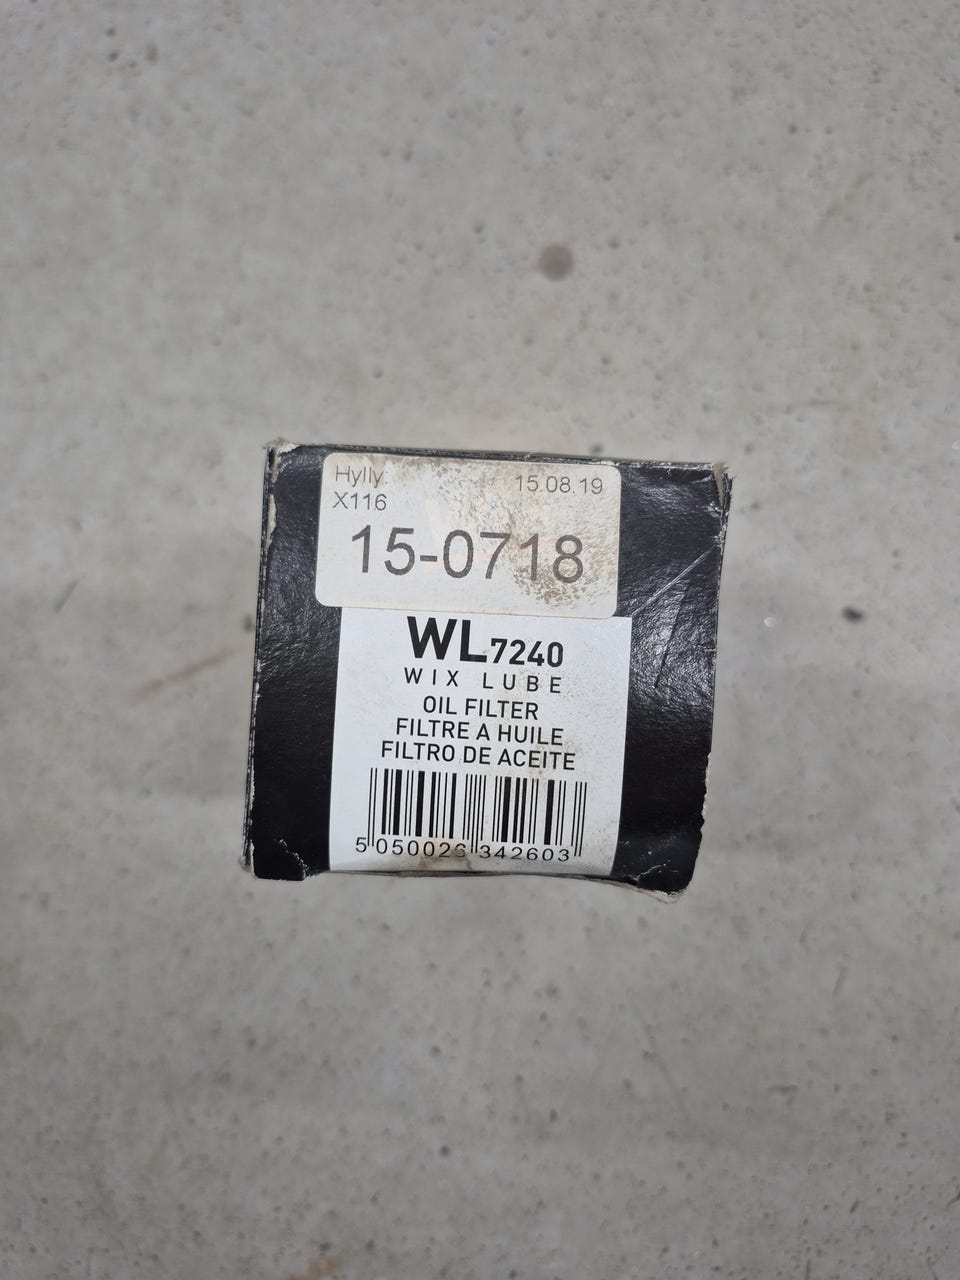 Hylly:
15.08.19
X116
15-0718
WL7240
WIX LUBE
OIL FILTER
FILTRE A HUILE
FILTRO DE ACEITE
5 050026 342603